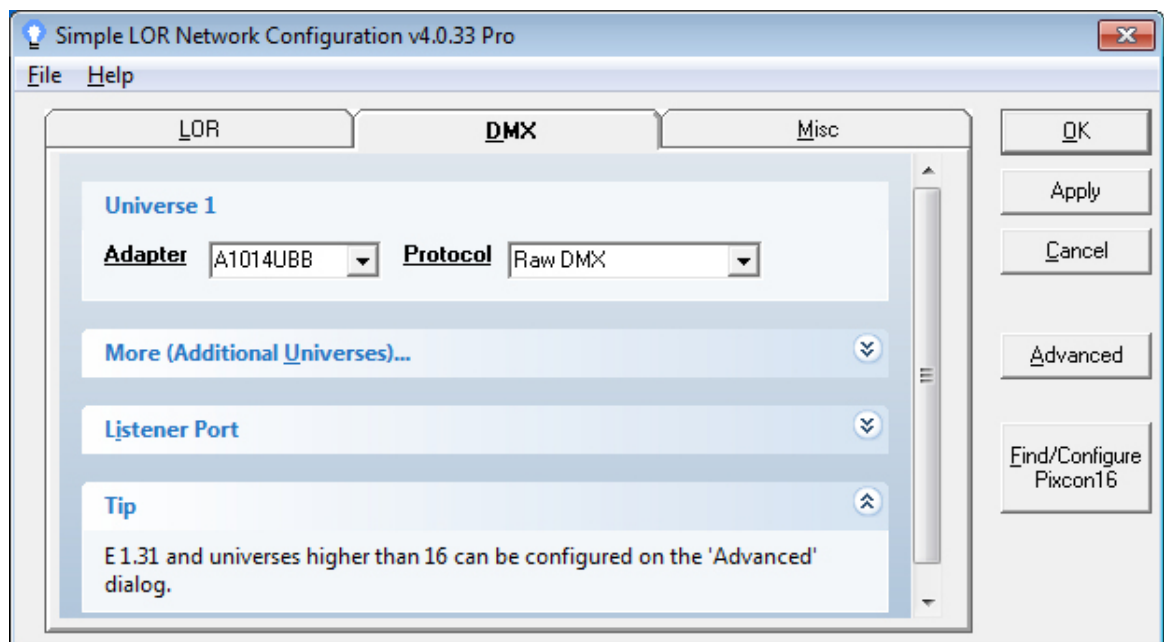 Simple LOR Network Configuration v4.0.33 Pro
File Help
LOR DMX Misc
OK
Universe 1
Apply
Adapter A1014UBB Protocol Raw DMX
Cancel
More (Additional Universes)...
Advanced
Listener Port
Find/Configure
Pixcon16
Tip
E 1.31 and universes higher than 16 can be configured on the 'Advanced'
dialog.